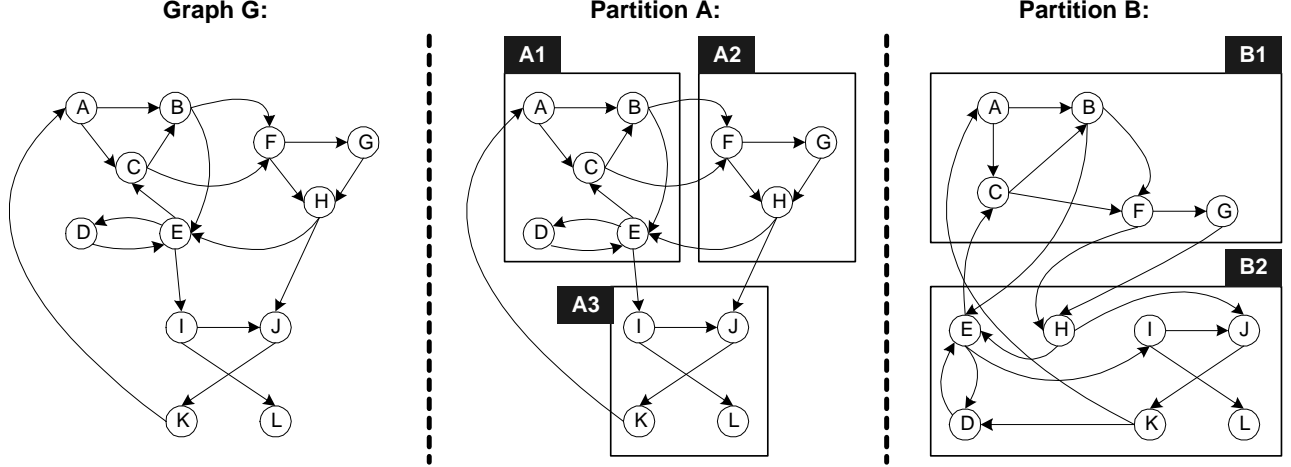 Graph G:
A
B
F
G
C
H
D
E
I
J
K
L
Partition A:
A1
A2
A
B
F
G
C
H
D
E
A3
I
J
K
L
Partition B:
B1
A
B
C
F
G
B2
E
H
I
J
D
K
L